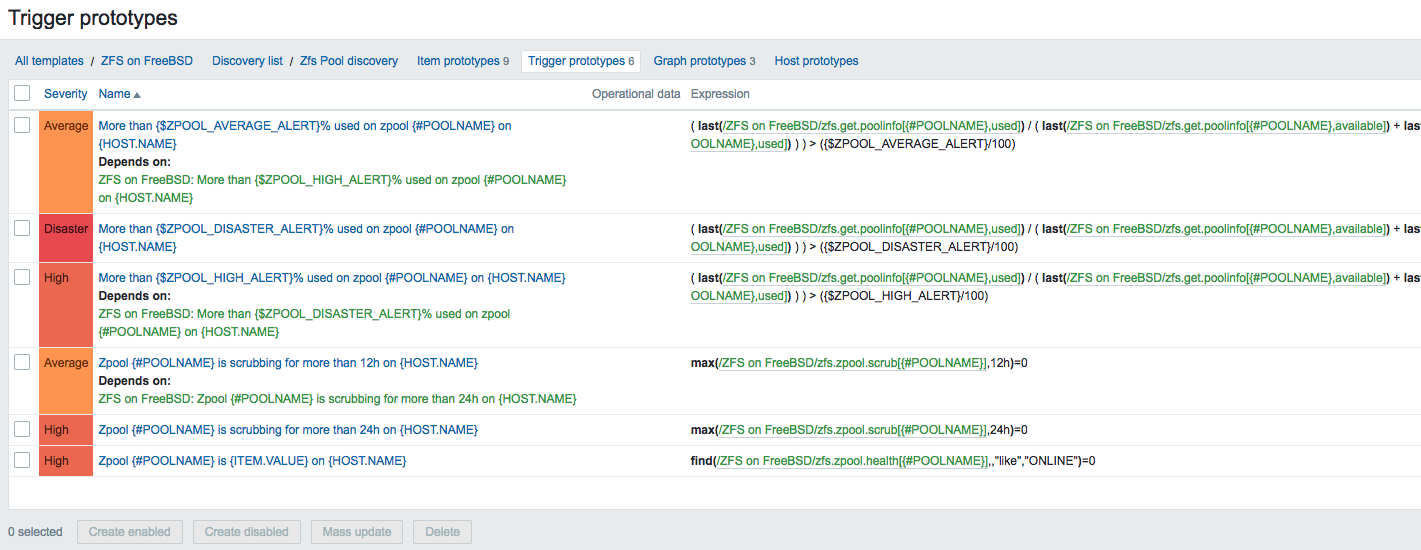 Trigger prototypes
All templates / ZFS on FreeBSD Discovery list / Zfs Pool discovery Item prototypes 9 Trigger prototypes 6 Graph prototypes 3 Host prototypes
Severity Name Operational data Expression
Average More than {$ZPOOL_AVERAGE_ALERT}% used on zpool {#POOLNAME} on ( last(/ZFS on FreeBSD/zfs.get.poolinfo[{#POOLNAME},used]) / ( last(/ZFS on FreeBSD/zfs.get.poolinfo[{#POOLNAME},available]) + las
{HOST.NAME} OOLNAME},used]) ) ) > ({$ZPOOL_AVERAGE_ALERT}/100)
Depends on:
ZFS on FreeBSD: More than {$ZPOOL_HIGH_ALERT}% used on zpool {#POOLNAME}
on {HOST.NAME}
Disaster More than {$ZPOOL_DISASTER_ALERT}% used on zpool {#POOLNAME} on ( last(/ZFS on FreeBSD/zfs.get.poolinfo[{#POOLNAME},used]) / ( last(/ZFS on FreeBSD/zfs.get.poolinfo[{#POOLNAME},available]) + las
{HOST.NAME} OOLNAME},used]) ) ) > ({$ZPOOL_DISASTER_ALERT}/100)
High More than {$ZPOOL_HIGH_ALERT}% used on zpool {#POOLNAME} on {HOST.NAME} ( last(/ZFS on FreeBSD/zfs.get.poolinfo[{#POOLNAME},used]) / ( last(/ZFS on FreeBSD/zfs.get.poolinfo[{#POOLNAME},available]) + las
Depends on: OOLNAME},used]) ) ) > ({$ZPOOL_HIGH_ALERT}/100)
ZFS on FreeBSD: More than {$ZPOOL_DISASTER_ALERT}% used on zpool
{#POOLNAME} on {HOST.NAME}
Average Zpool {#POOLNAME} is scrubbing for more than 12h on {HOST.NAME} max(/ZFS on FreeBSD/zfs.zpool.scrub[{#POOLNAME}],12h)=0
Depends on:
ZFS on FreeBSD: Zpool {#POOLNAME} is scrubbing for more than 24h on {HOST.NAME}
High Zpool {#POOLNAME} is scrubbing for more than 24h on {HOST.NAME} max(/ZFS on FreeBSD/zfs.zpool.scrub[{#POOLNAME}],24h)=0
High Zpool {#POOLNAME} is {ITEM.VALUE} on {HOST.NAME} find(/ZFS on FreeBSD/zfs.zpool.health[{#POOLNAME}],,"like","ONLINE")=0
0 selected Create enabled Create disabled Mass update Delete